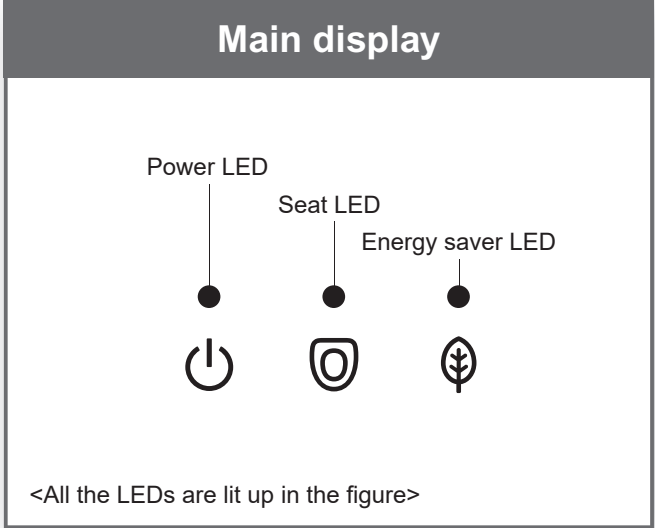 Main display
Power LED
Seat LED
Energy saver LED
<All the LEDs are lit up in the figure>